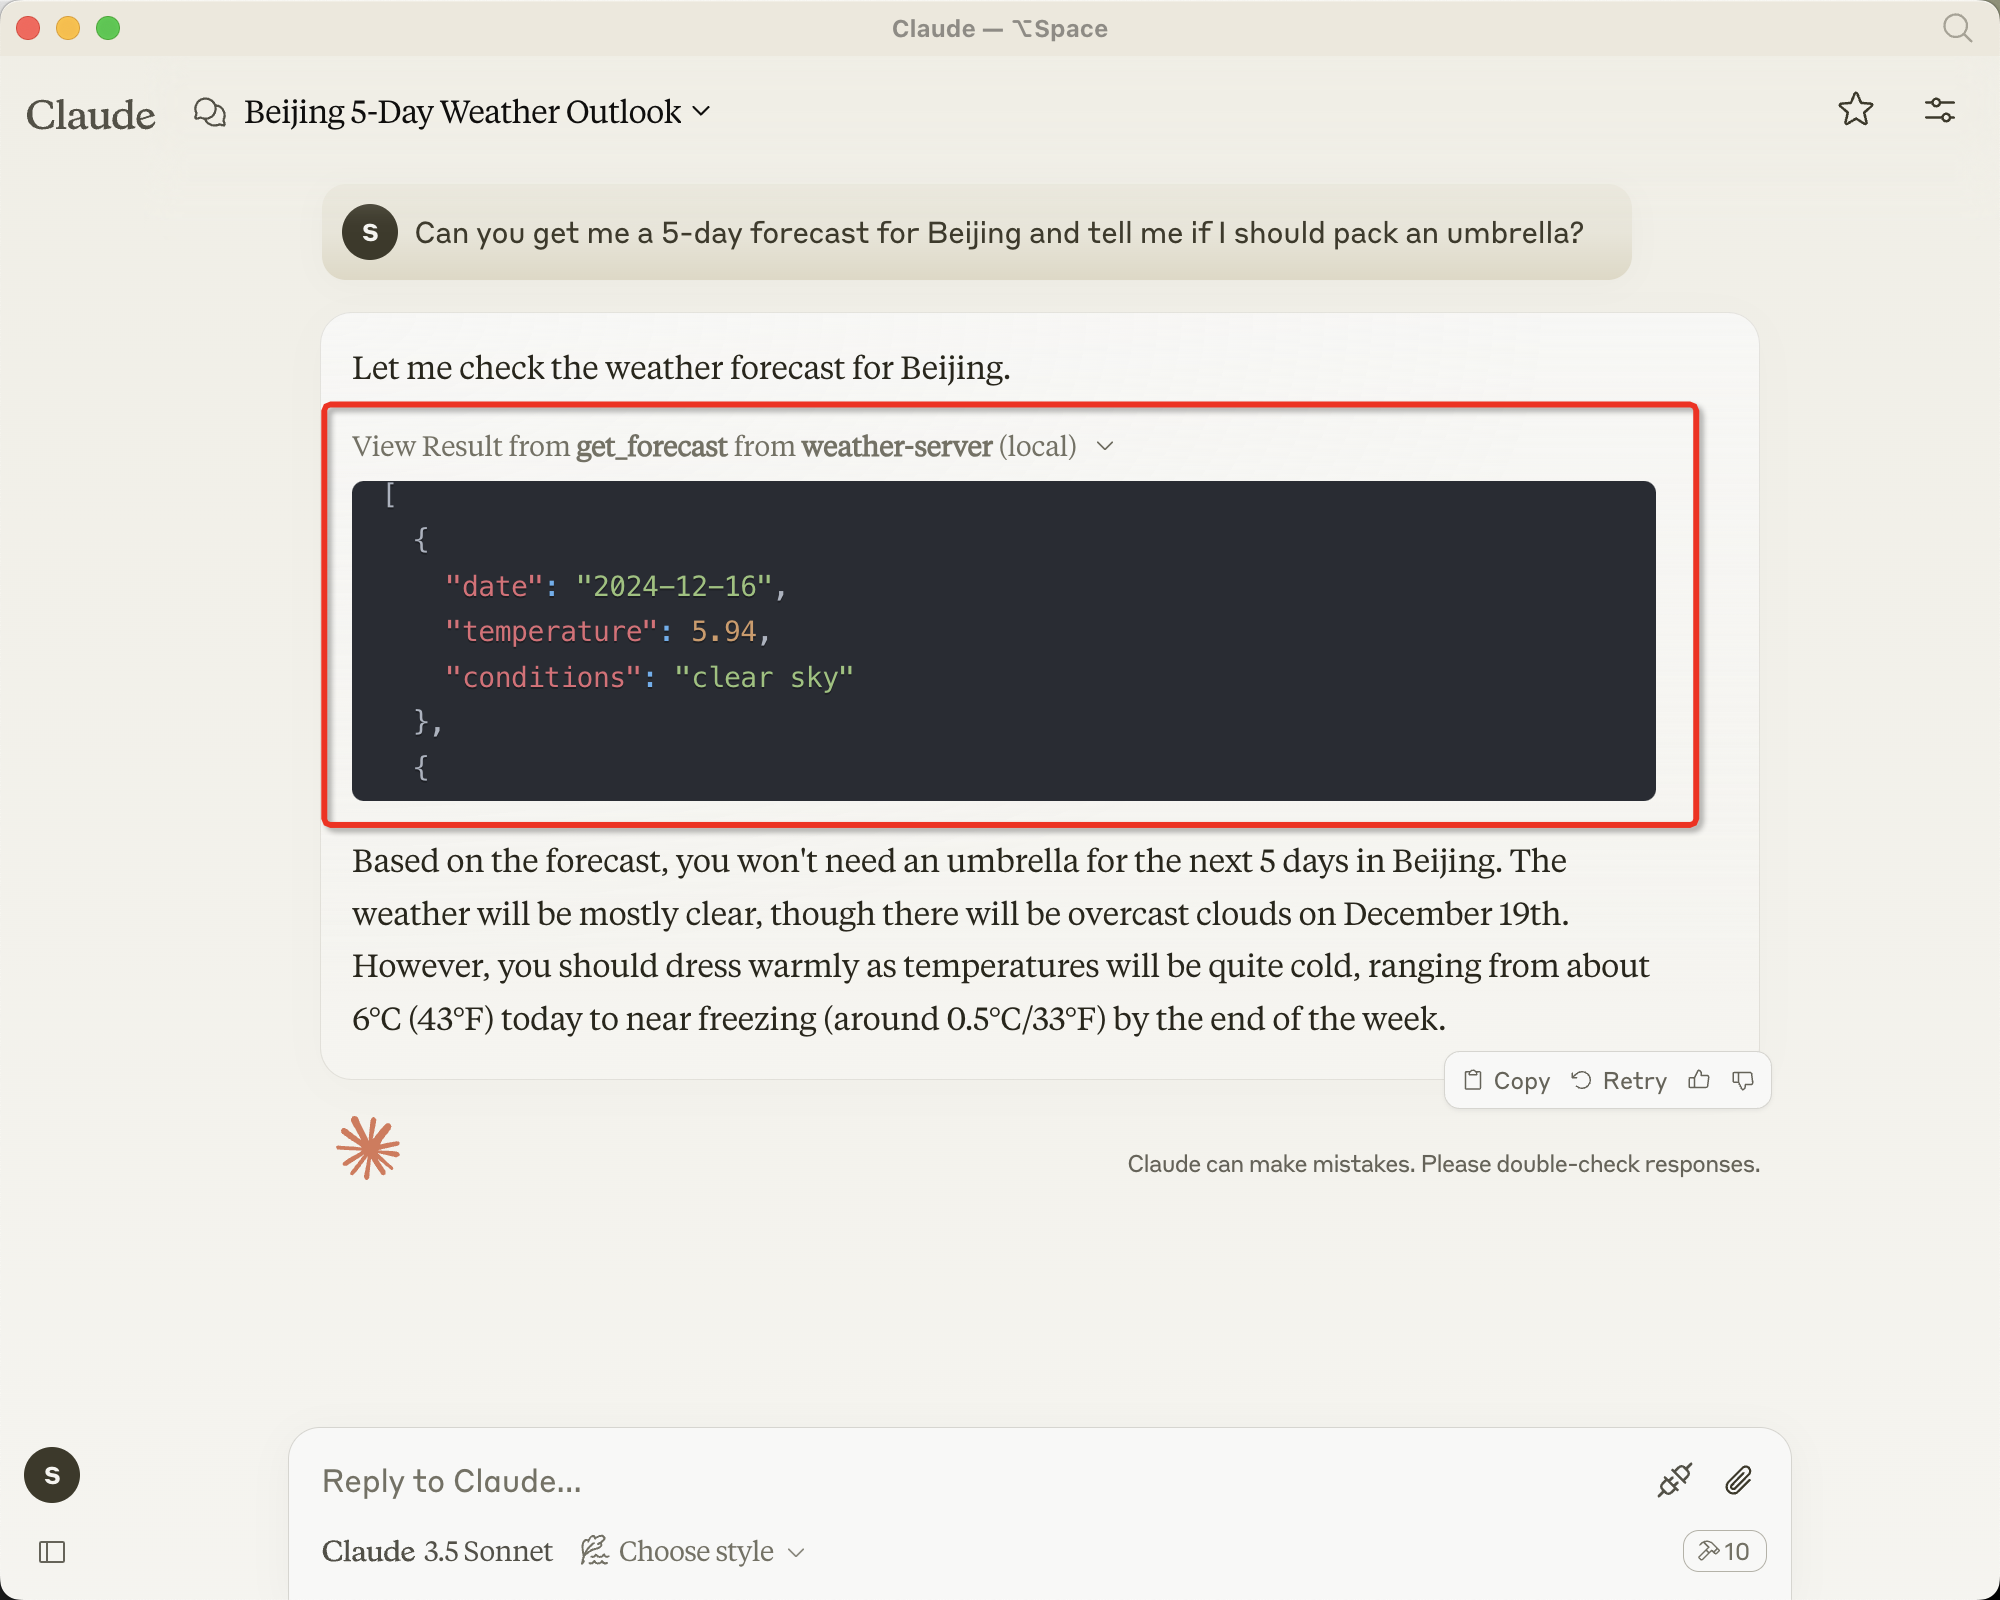 Claude — ⌥Space
Claude
Beijing 5-Day Weather Outlook
S
Can you get me a 5-day forecast for Beijing and tell me if I should pack an umbrella?
Let me check the weather forecast for Beijing.
View Result from get_forecast from weather-server (local)
[
{
"date": "2024-12-16",
"temperature": 5.94,
"conditions": "clear sky"
},
{
Based on the forecast, you won't need an umbrella for the next 5 days in Beijing. The
weather will be mostly clear, though there will be overcast clouds on December 19th.
However, you should dress warmly as temperatures will be quite cold, ranging from about
6°C (43°F) today to near freezing (around 0.5°C/33°F) by the end of the week.
Copy Retry
Claude can make mistakes. Please double-check responses.
S
Reply to Claude...
Claude 3.5 Sonnet Choose style
10